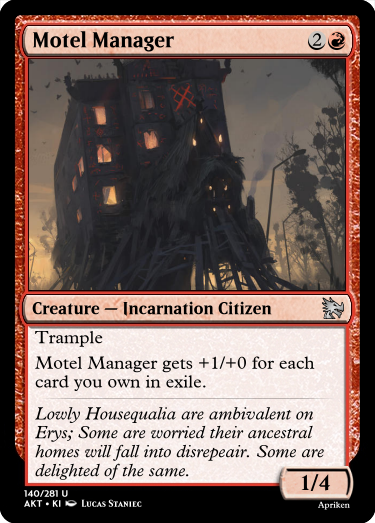 Motel Manager 2
Creature — Incarnation Citizen
Trample
Motel Manager gets +1/+0 for each
card you own in exile.
Lowly Housequalia are ambivalent on
Erys; Some are worried their ancestral
homes will fall into disrepeair. Some are
delighted of the same.
1/4
140/281 U
AKT • KI Lucas Staniec
Apriken